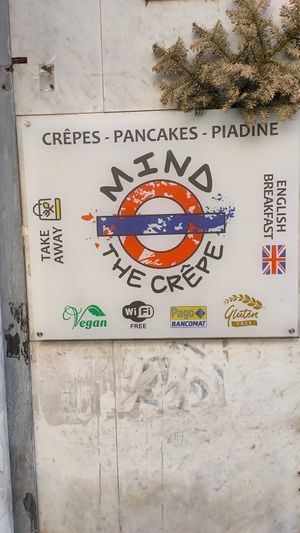 CRÊPES - PANCAKES - PIADINE
MIND
THE CRÊPE
TAKE
AWAY
ENGLISH
BREAKFAST
Vegan
WiFi
FREE
Pago
BANCOMAT
Gluten
FREE